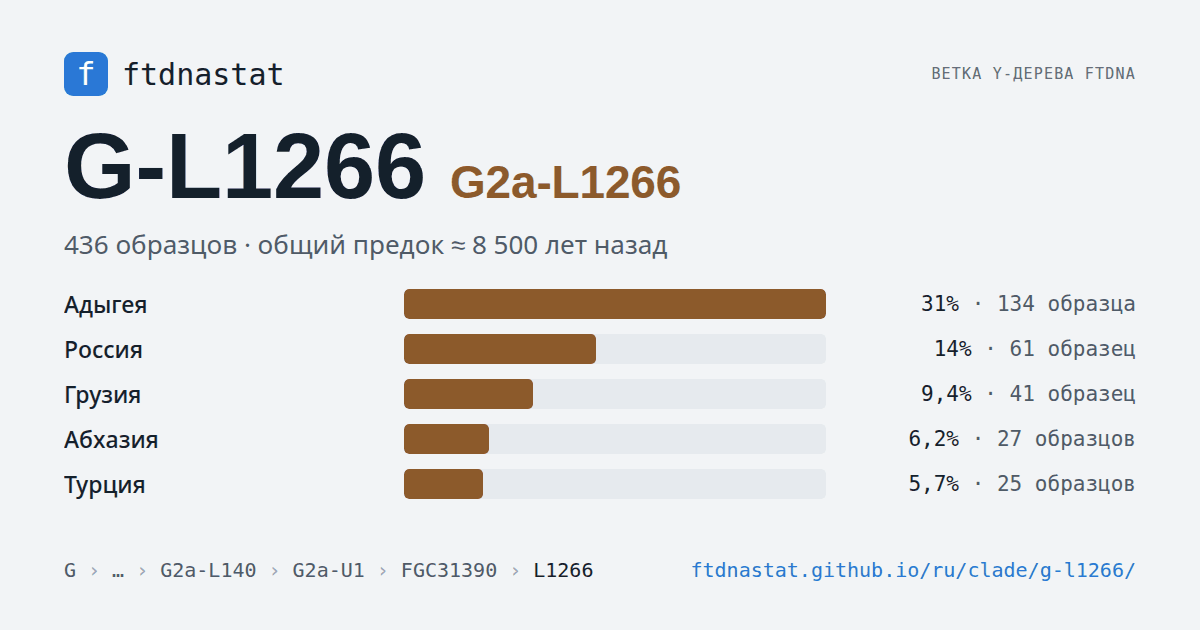 f ftdnastat
ВЕТКА Y-ДЕРЕВА FTDNA
G-L1266 G2a-L1266
436 образцов · общий предок ≈ 8 500 лет назад
Адыгея 31% · 134 образца
Россия 14% · 61 образец
Грузия 9,4% · 41 образец
Абхазия 6,2% · 27 образцов
Турция 5,7% · 25 образцов
G › … › G2a-L140 › G2a-U1 › FGC31390 › L1266
ftdnastat.github.io/ru/clade/g-l1266/